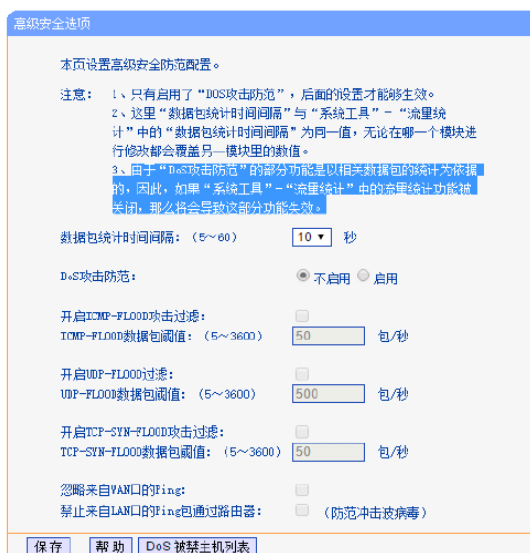 高级安全选项
本页设置高级安全防范配置。
注意: 1、只有启用了“DOS攻击防范”,后面的设置才能够生效。
2、这里“数据包统计时间间隔”与“系统工具”-“流量统
计”中的“数据包统计时间间隔”为同一值,无论在哪一个模块进
行修改都会覆盖另一模块里的数值。
3、由于“DoS攻击防范”的部分功能是以相关数据包的统计为依据
的,因此,如果“系统工具”-“流量统计”中的流量统计功能被
关闭,那么将会导致这部分功能失效。
数据包统计时间间隔:(5~60) 10 秒
DoS攻击防范: 不启用 启用
开启ICMP-FLOOD攻击过滤:
ICMP-FLOOD数据包阈值:(5~3600) 50 包/秒
开启UDP-FLOOD过滤:
UDP-FLOOD数据包阈值:(5~3600) 500 包/秒
开启TCP-SYN-FLOOD攻击过滤:
TCP-SYN-FLOOD数据包阈值:(5~3600) 50 包/秒
忽略来自WAN口的Ping:
禁止来自LAN口的Ping包通过路由器: (防范冲击波病毒)
保存 帮助 DoS被禁主机列表